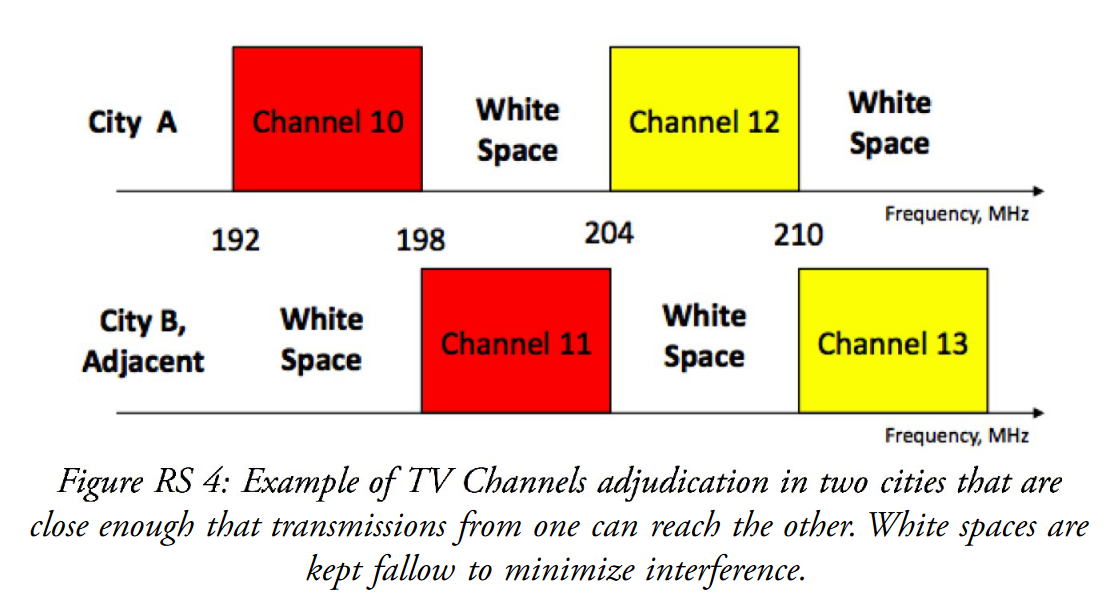 City A
Channel 10
White
Space
Channel 12
White
Space
Frequency, MHz
192
198
204
210
City B,
Adjacent
White
Space
Channel 11
White
Space
Channel 13
Frequency, MHz
Figure RS 4: Example of TV Channels adjudication in two cities that are
close enough that transmissions from one can reach the other. White spaces are
kept fallow to minimize interference.